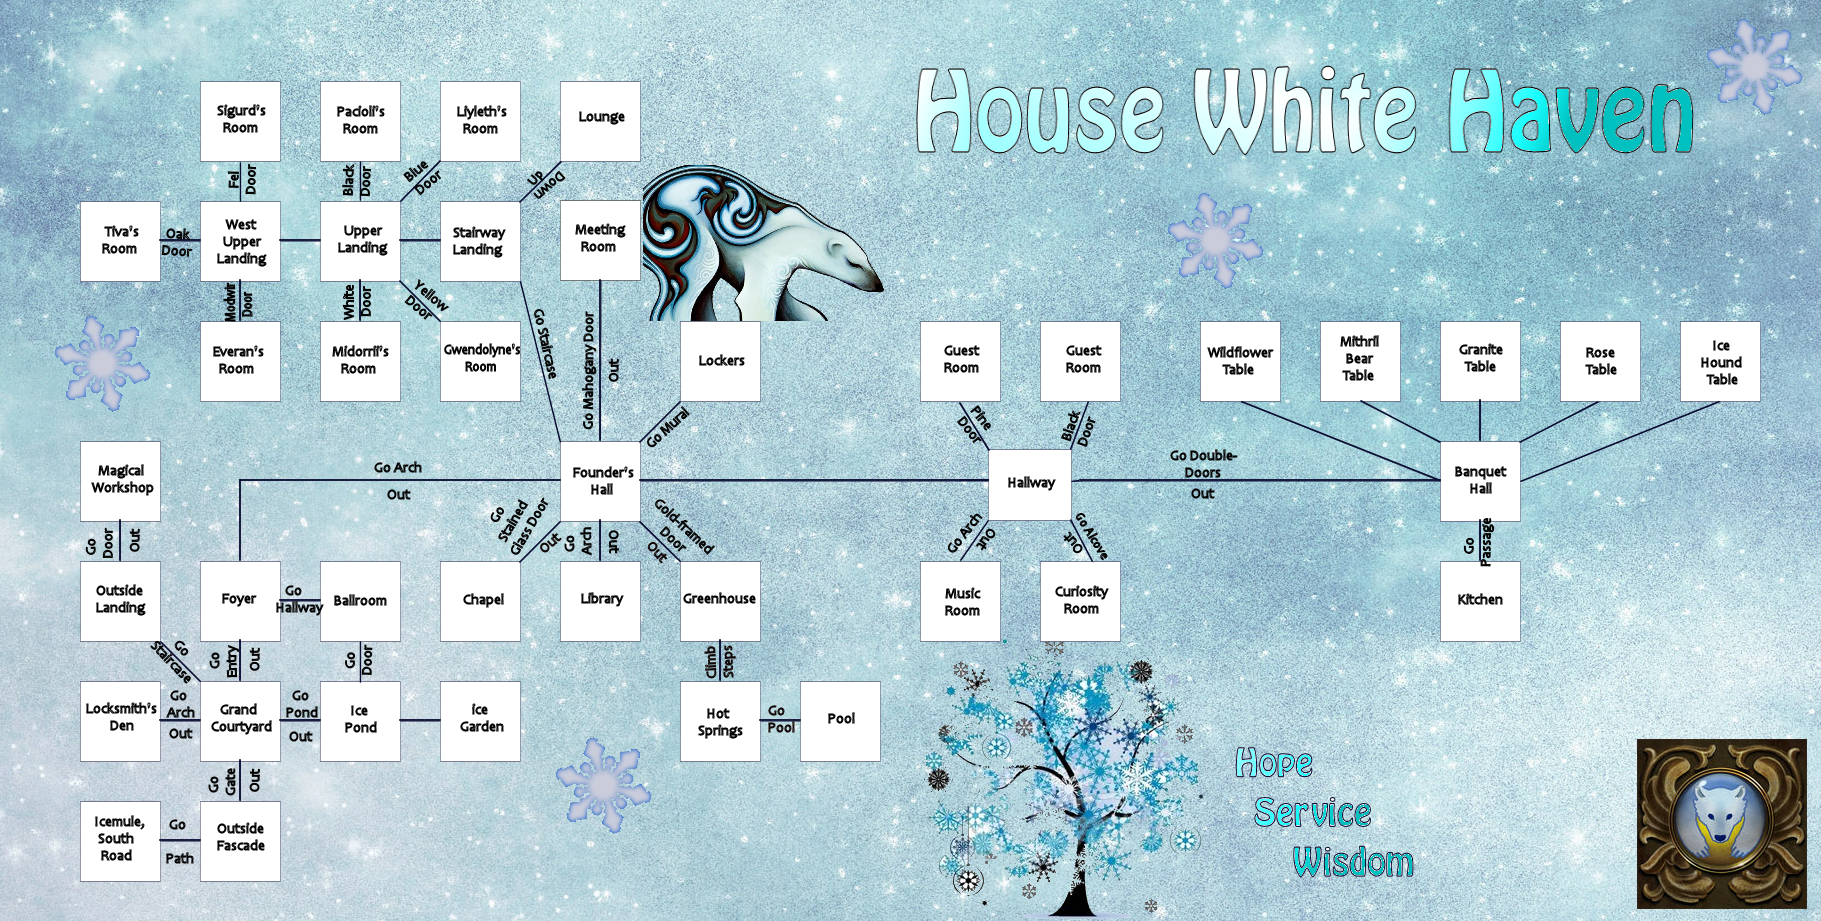 House White Haven
Sigurd's
Room
Pacioli's
Room
Llyleth's
Room
Lounge
Fel
Door
Black
Door
Blue
Door
Up
Down
Tiva's
Room
Oak
Door
West
Upper
Landing
Upper
Landing
Stairway
Landing
Meeting
Room
Modwir
Door
White
Door
Yellow
Door
Go Staircase
Go Mahogany Door
Out
Everan's
Room
Midorri's
Room
Gwendolyne's
Room
Lockers
Go Mural
Guest
Room
Guest
Room
Pine
Door
Black
Door
Wildflower
Table
Mithril
Bear
Table
Granite
Table
Rose
Table
Ice
Hound
Table
Magical
Workshop
Go Arch
Out
Founder's
Hall
Hallway
Go Double-
Doors
Out
Banquet
Hall
Go
Door
Out
Go
Stained
Glass Door
Out
Go
Arch
Out
Gold-framed
Door
Out
Go Arch
Out
Go Alcove
Out
Go
Passage
Outside
Landing
Foyer
Go
Hallway
Ballroom
Chapel
Library
Greenhouse
Music
Room
Curiosity
Room
Kitchen
Go
Staircase
Go
Entry
Out
Go
Door
Climb
Steps
Locksmith's
Den
Go
Arch
Out
Grand
Courtyard
Go
Pond
Out
Ice
Pond
Ice
Garden
Hot
Springs
Go
Pool
Pool
Go
Gate
Out
Icemule,
South
Road
Go
Path
Outside
Fascade
Hope
Service
Wisdom